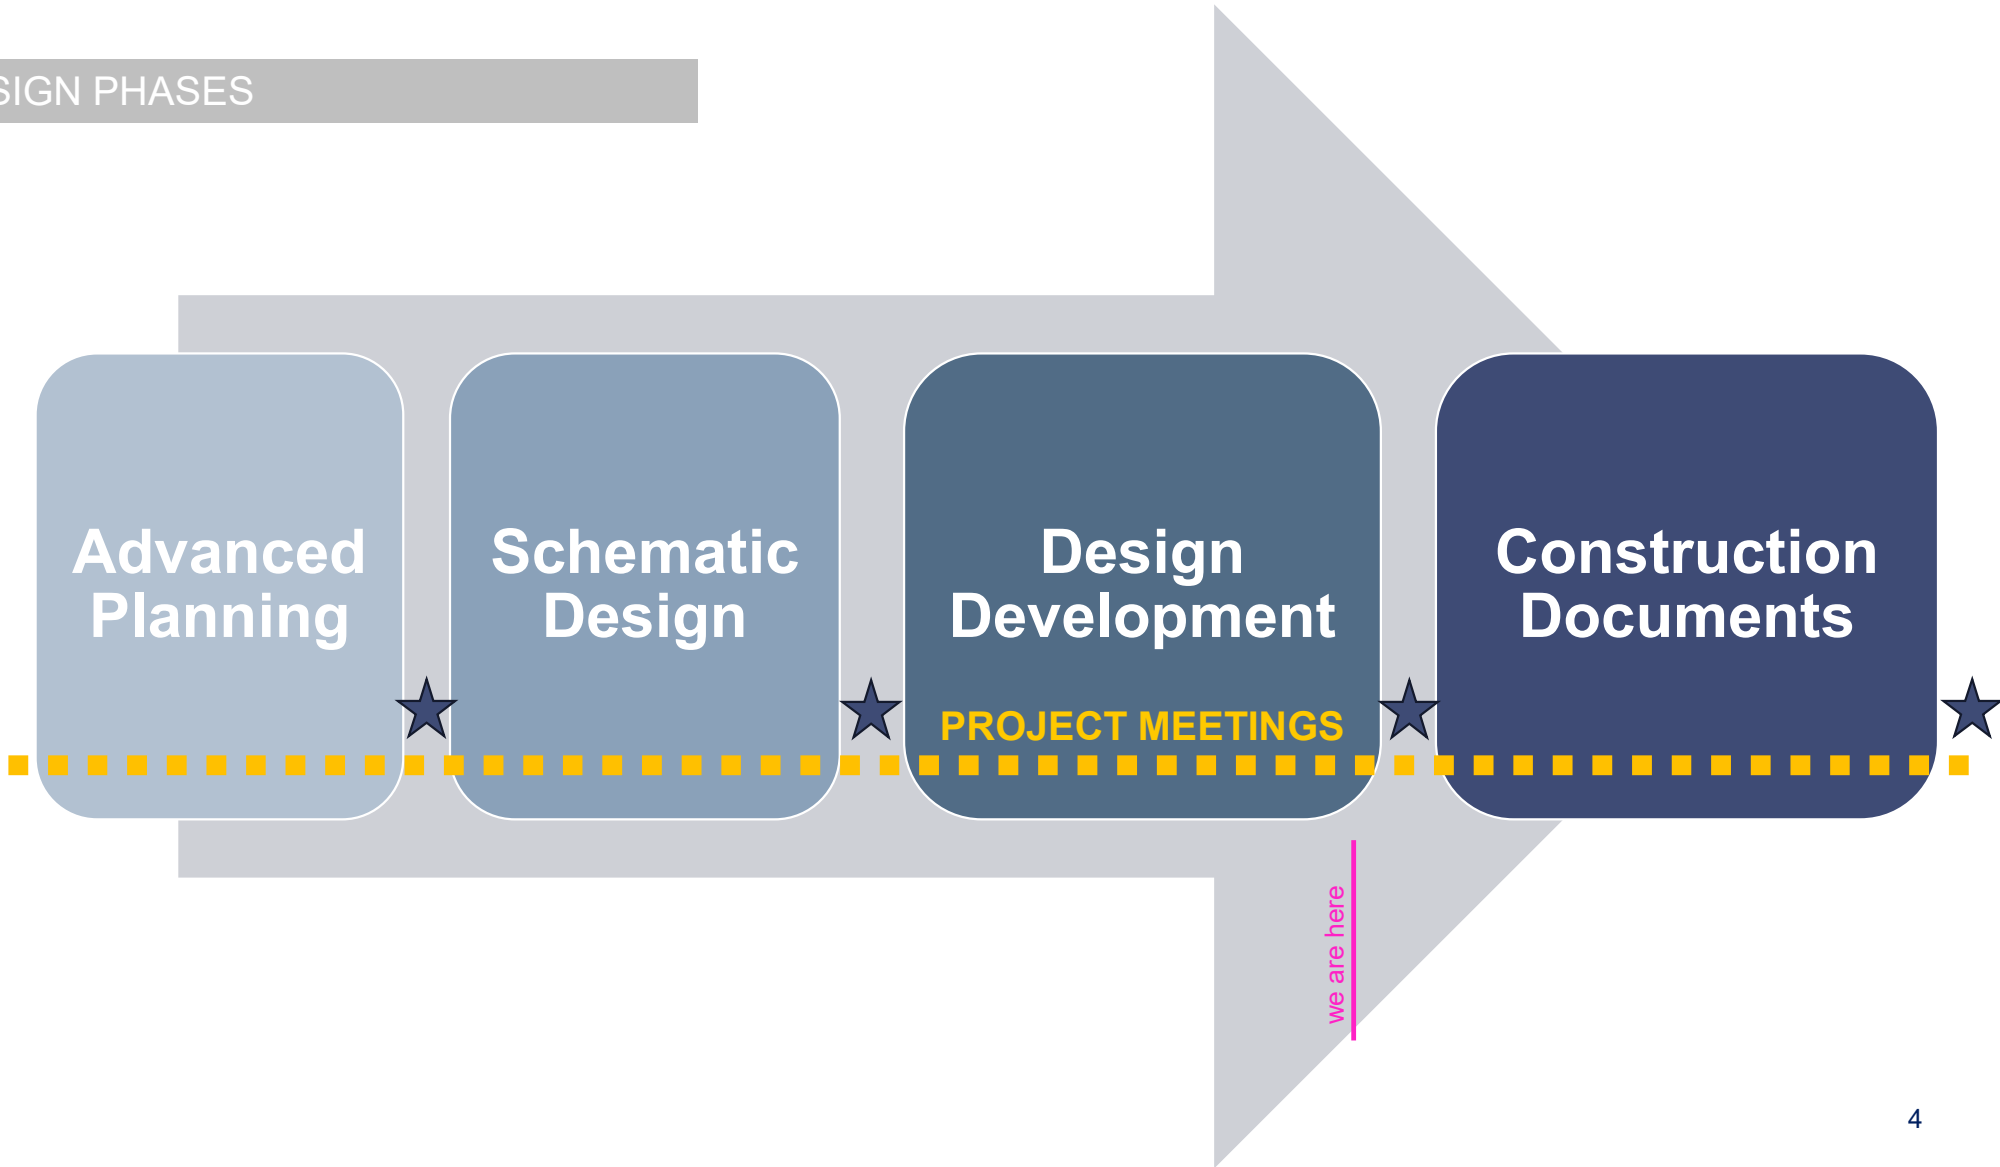 SIGN PHASES
Advanced
Planning
Schematic
Design
Design
Development
Construction
Documents
PROJECT MEETINGS
we are here
4